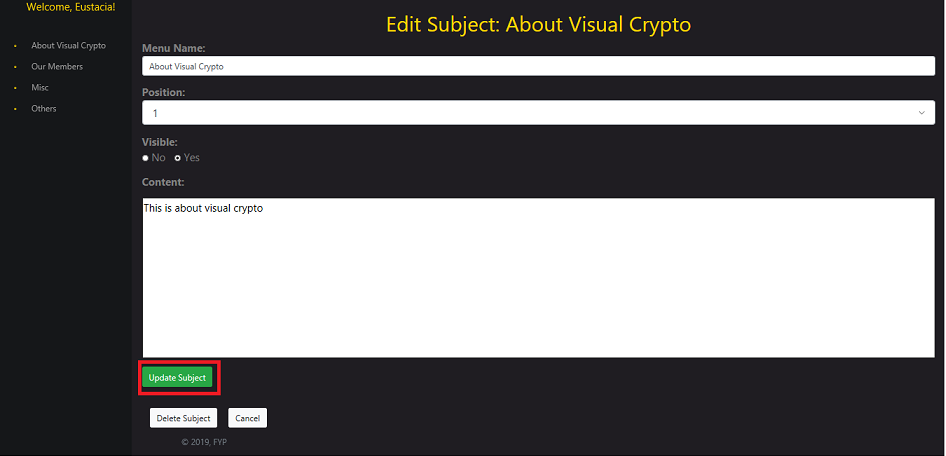 Welcome, Eustacia!
About Visual Crypto
Our Members
Misc
Others
Edit Subject: About Visual Crypto
Menu Name:
About Visual Crypto
Position:
1
Visible:
No Yes
Content:
This is about visual crypto
Update Subject
Delete Subject Cancel
© 2019, FYP